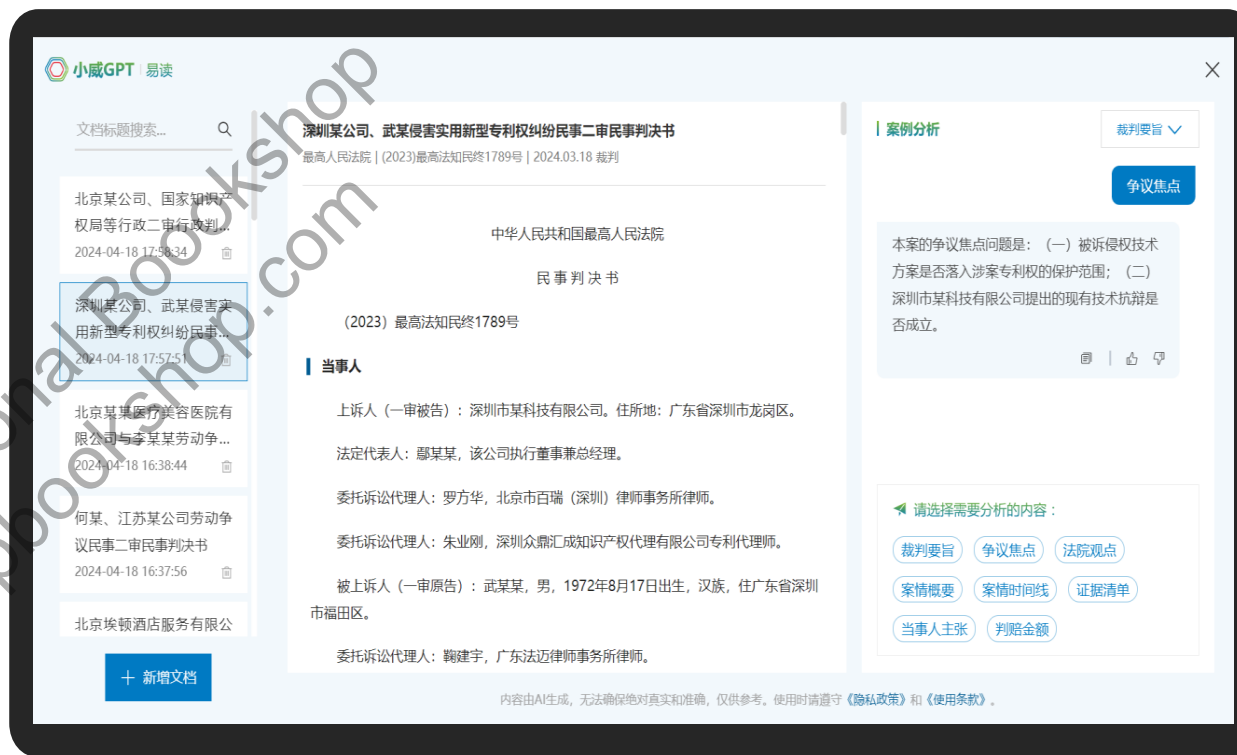 小威GPT | 易读
文档标题搜索...
北京某公司、国家知识产
权局等行政二审行政判...
2024-04-18 17:58:34
深圳某公司、武某侵害实
用新型专利权纠纷民事...
2024-04-18 17:57:51
北京某某医疗美容医院有
限公司与李某某劳动争...
2024-04-18 16:38:44
何某、江苏某公司劳动争
议民事二审民事判决书
2024-04-18 16:37:56
北京埃顿酒店服务有限公
+ 新增文档
深圳某公司、武某侵害实用新型专利权纠纷民事二审民事判决书
最高人民法院 | (2023)最高法知民终1789号 | 2024.03.18 裁判
中华人民共和国最高人民法院
民 事 判 决 书
（2023）最高法知民终1789号
当事人
上诉人（一审被告）：深圳市某科技有限公司。住所地：广东省深圳市龙岗区。
法定代表人：鄢某某，该公司执行董事兼总经理。
委托诉讼代理人：罗方华，北京市百瑞（深圳）律师事务所律师。
委托诉讼代理人：朱业刚，深圳众鼎汇成知识产权代理有限公司专利代理师。
被上诉人（一审原告）：武某某，男，1972年8月17日出生，汉族，住广东省深圳
市福田区。
委托诉讼代理人：鞠建宇，广东法迈律师事务所律师。
案例分析
裁判要旨
争议焦点
本案的争议焦点问题是：（一）被诉侵权技术
方案是否落入涉案专利权的保护范围；（二）
深圳市某科技有限公司提出的现有技术抗辩是
否成立。
请选择需要分析的内容：
裁判要旨 争议焦点 法院观点
案情概要 案情时间线 证据清单
当事人主张 判赔金额
内容由AI生成，无法确保绝对真实和准确，仅供参考。使用时请遵守《隐私政策》和《使用条款》。
onal Boookshop
pbookshop.com